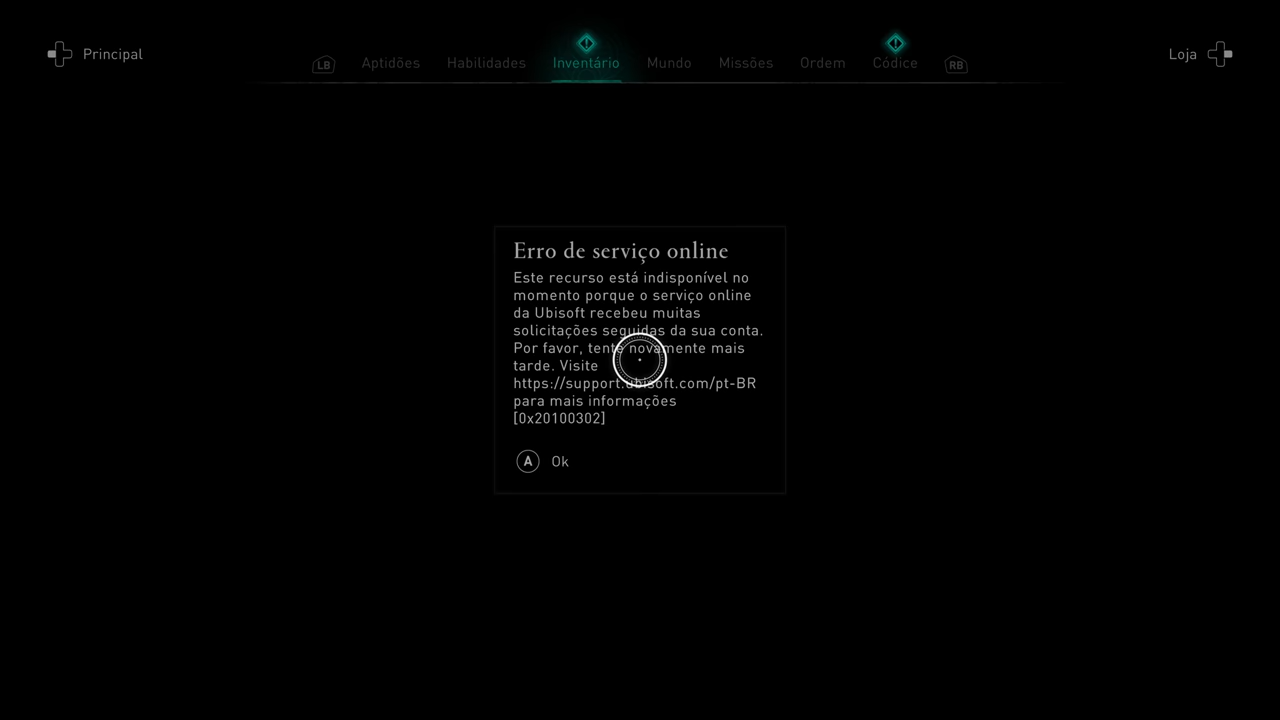 Principal
LB Aptidões Habilidades Inventário Mundo Missões Ordem Códice RB
Loja
Erro de serviço online
Este recurso está indisponível no
momento porque o serviço online
da Ubisoft recebeu muitas
solicitações seguidas da sua conta.
Por favor, tente novamente mais
tarde. Visite
https://support.ubisoft.com/pt-BR
para mais informações
[0x20100302]
A Ok